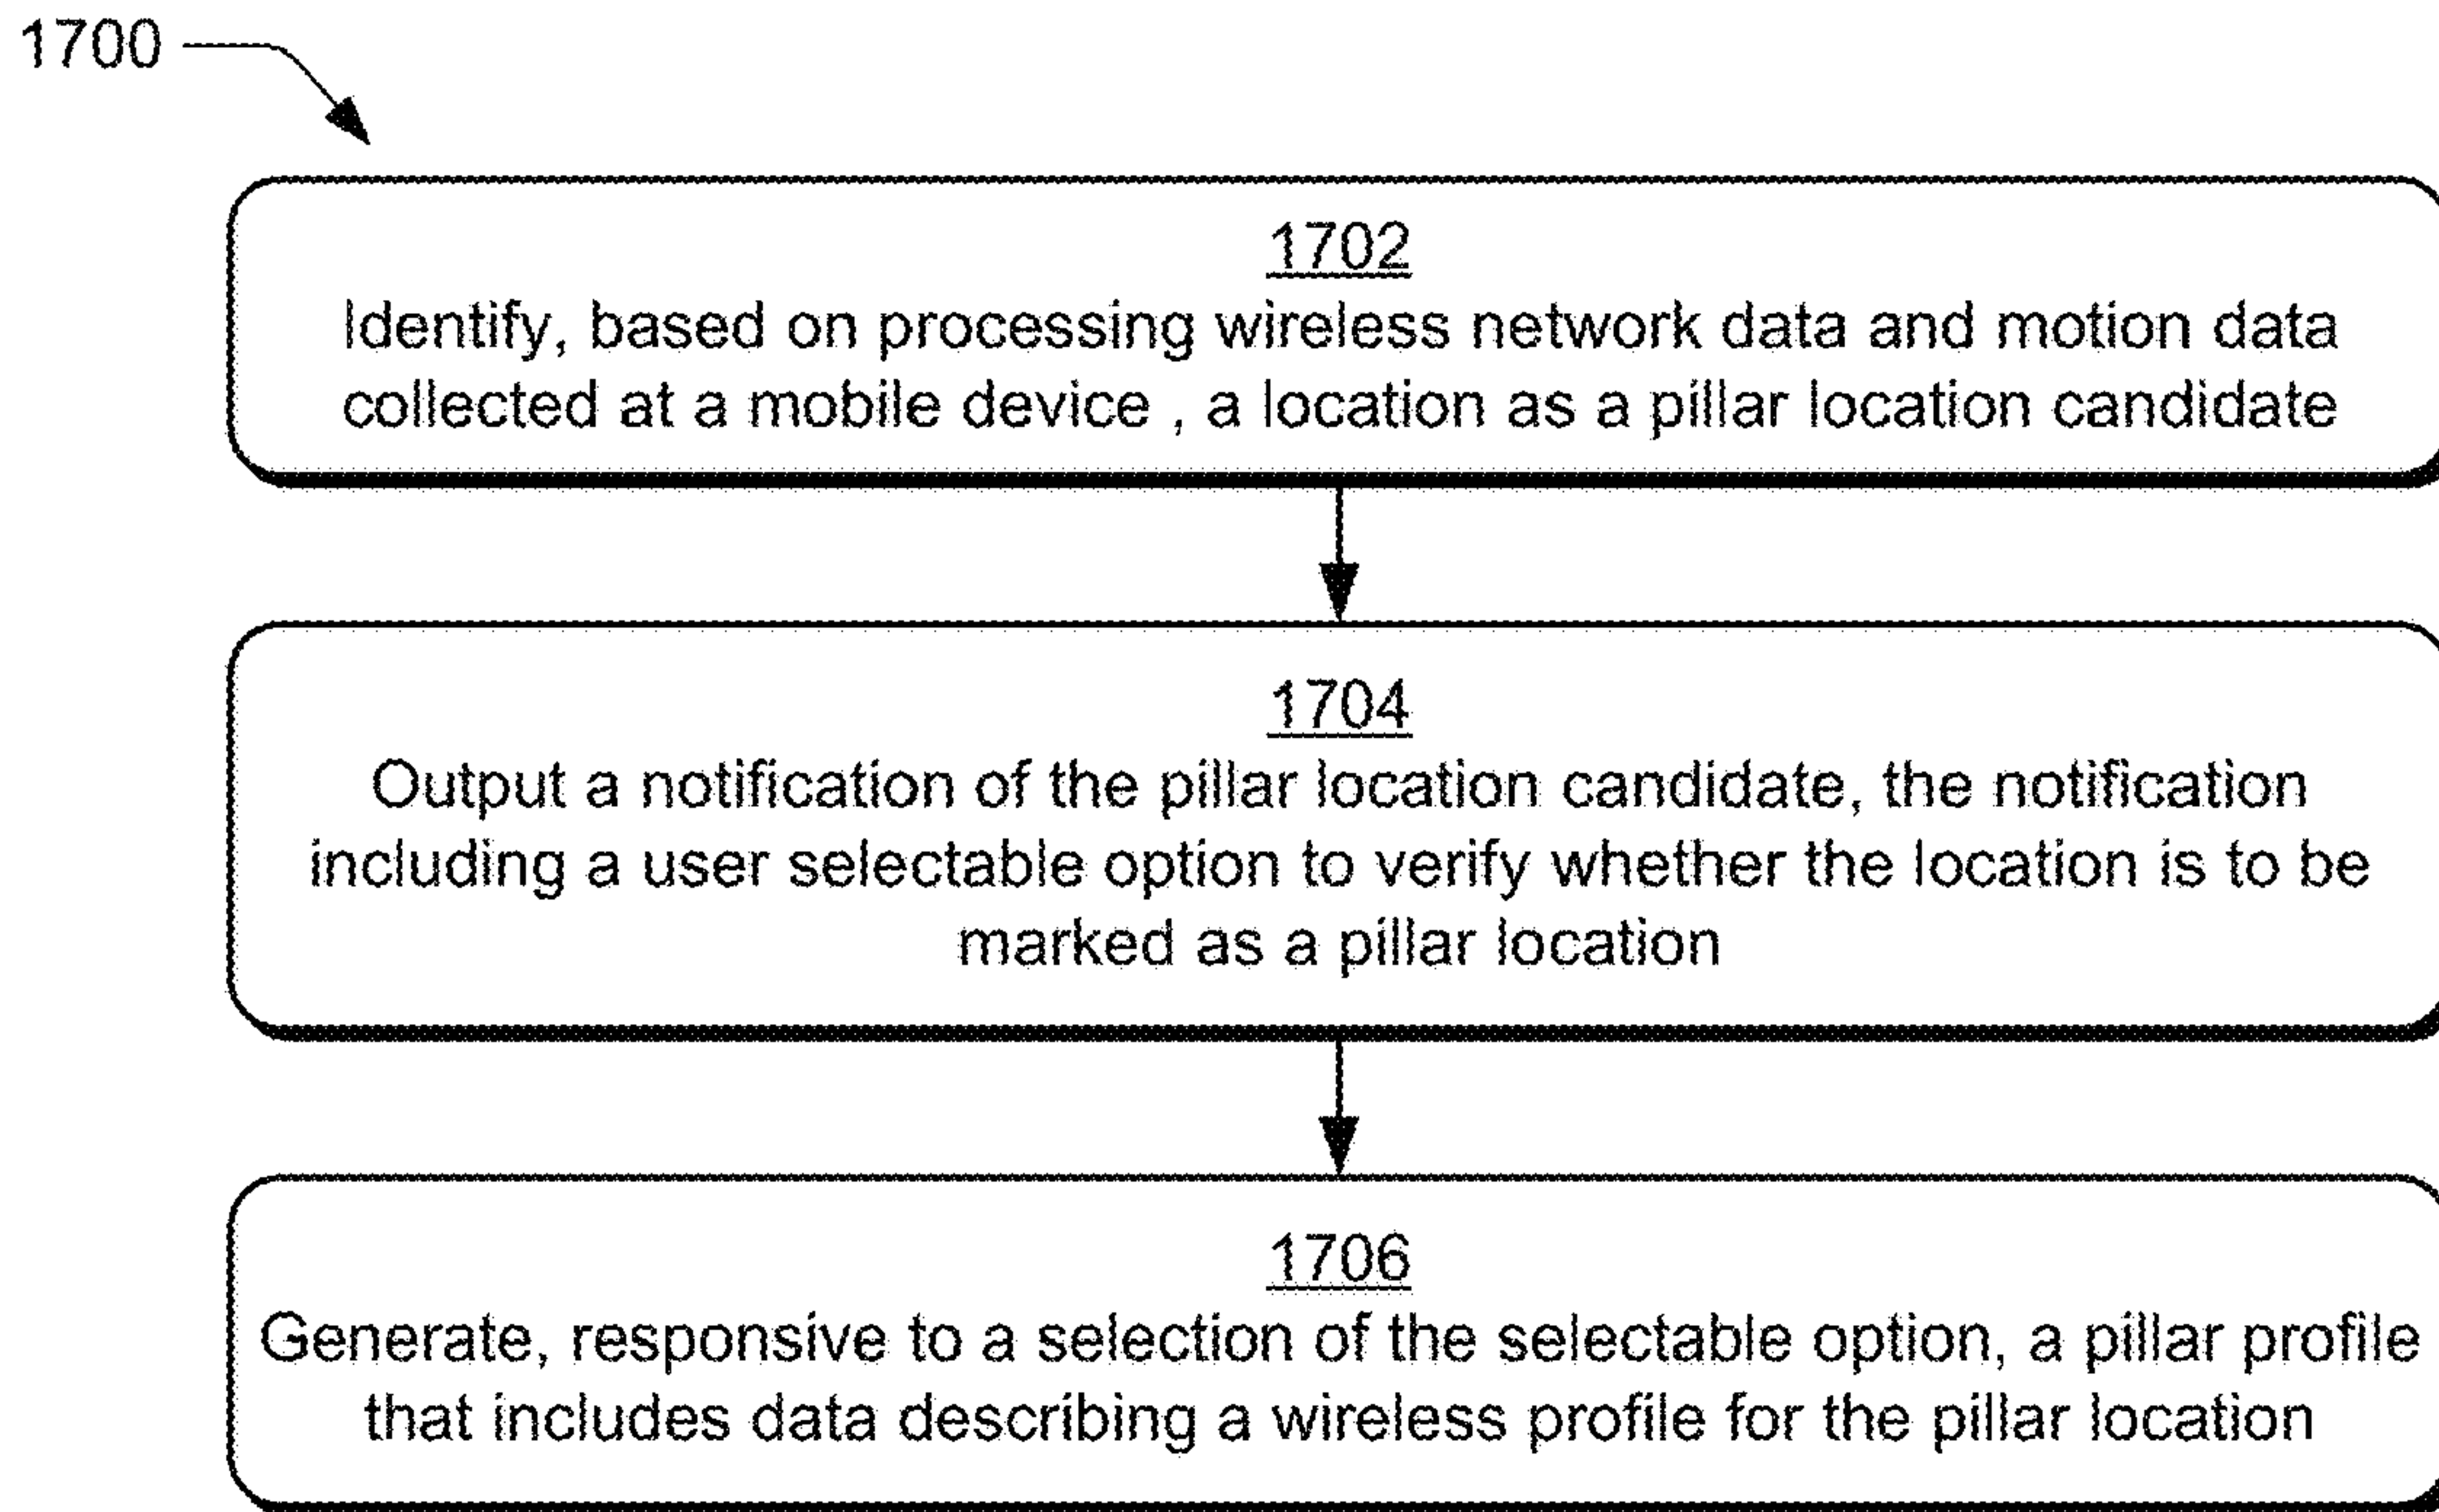 1700
1702
Identify, based on processing wireless network data and motion data
collected at a mobile device , a location as a pillar location candidate
1704
Output a notification of the pillar location candidate, the notification
including a user selectable option to verify whether the location is to be
marked as a pillar location
1706
Generate, responsive to a selection of the selectable option, a pillar profile
that includes data describing a wireless profile for the pillar location